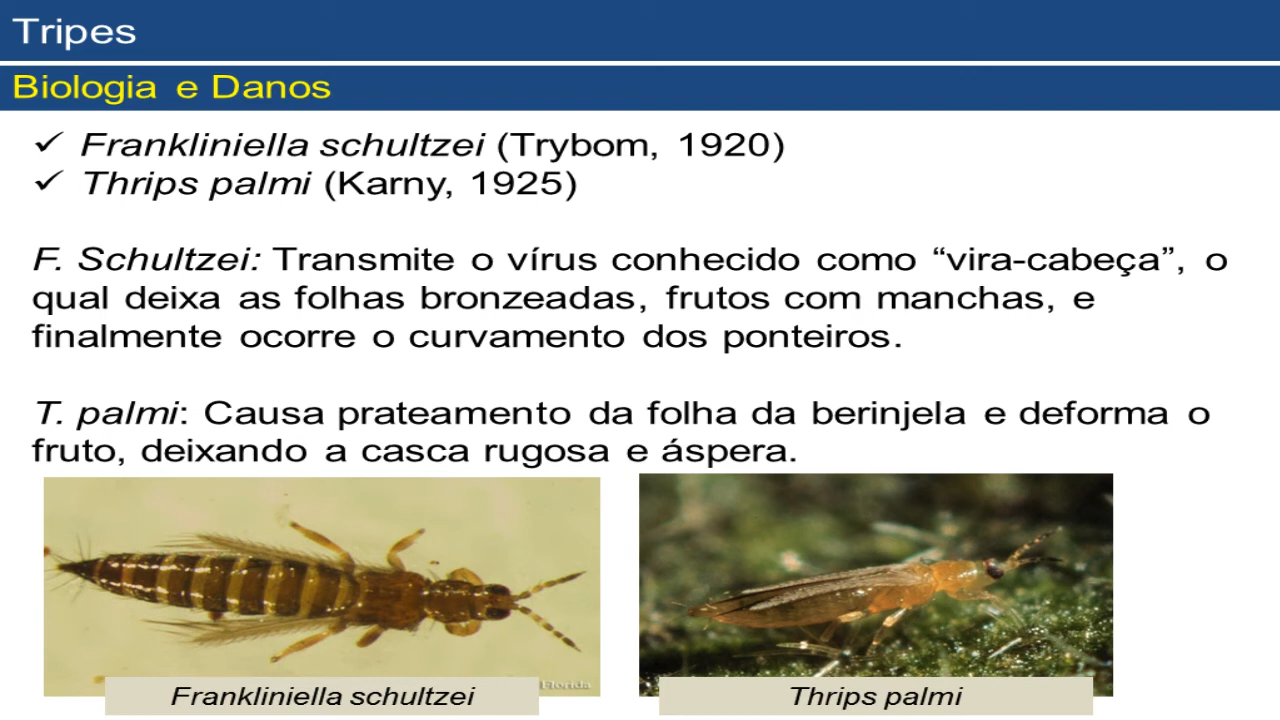 Tripes
Biologia e Danos
✓ Frankliniella schultzei (Trybom, 1920)
✓ Thrips palmi (Karny, 1925)
F. Schultzei: Transmite o vírus conhecido como “vira-cabeça”, o
qual deixa as folhas bronzeadas, frutos com manchas, e
finalmente ocorre o curvamento dos ponteiros.
T. palmi: Causa prateamento da folha da berinjela e deforma o
fruto, deixando a casca rugosa e áspera.
Florida
Frankliniella schultzei
Thrips palmi